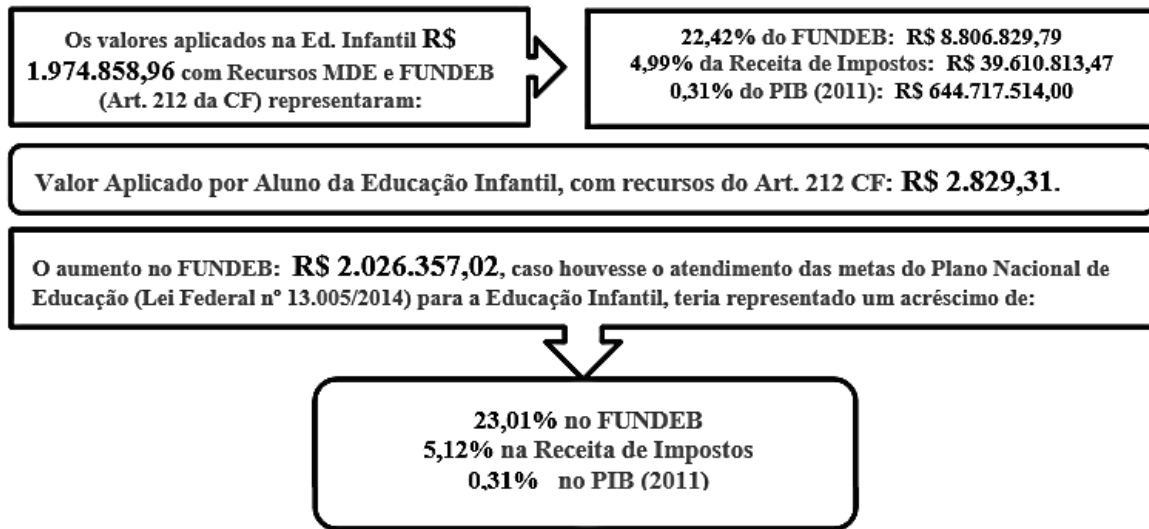 Os valores aplicados na Ed. Infantil R$
1.974.858,96 com Recursos MDE e FUNDEB
(Art. 212 da CF) representaram:
22,42% do FUNDEB: R$ 8.806.829,79
4,99% da Receita de Impostos: R$ 39.610.813,47
0,31% do PIB (2011): R$ 644.717.514,00
Valor Aplicado por Aluno da Educação Infantil, com recursos do Art. 212 CF: R$ 2.829,31.
O aumento no FUNDEB: R$ 2.026.357,02, caso houvesse o atendimento das metas do Plano Nacional de
Educação (Lei Federal nº 13.005/2014) para a Educação Infantil, teria representado um acréscimo de:
23,01% no FUNDEB
5,12% na Receita de Impostos
0,31% no PIB (2011)